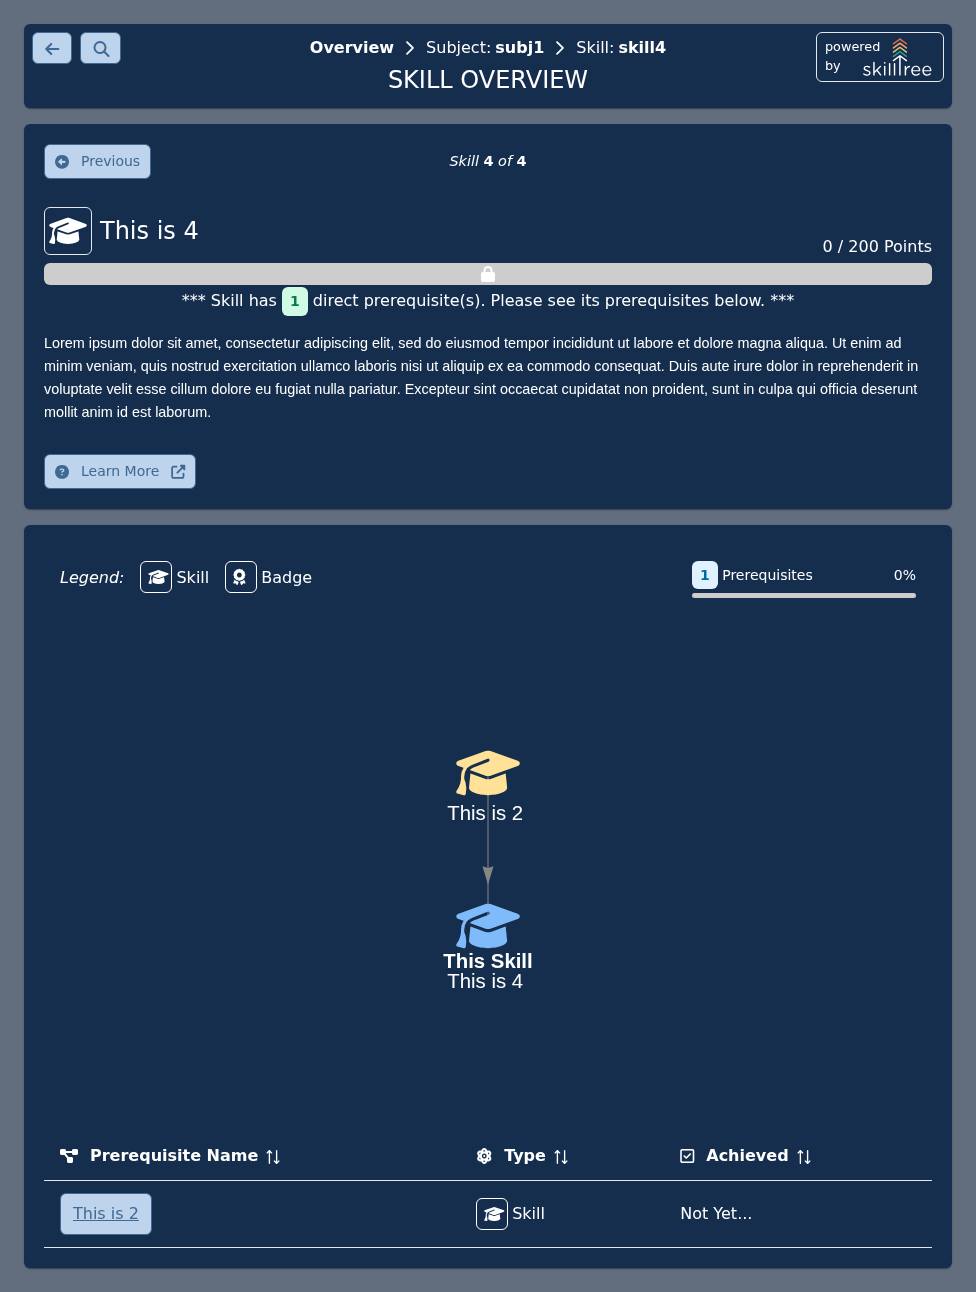 Overview > Subject: subj1 > Skill: skill4
SKILL OVERVIEW
powered by skilltree
Previous
Skill 4 of 4
This is 4
0 / 200 Points
*** Skill has 1 direct prerequisite(s). Please see its prerequisites below. ***
Lorem ipsum dolor sit amet, consectetur adipiscing elit, sed do eiusmod tempor incididunt ut labore et dolore magna aliqua. Ut enim ad
minim veniam, quis nostrud exercitation ullamco laboris nisi ut aliquip ex ea commodo consequat. Duis aute irure dolor in reprehenderit in
voluptate velit esse cillum dolore eu fugiat nulla pariatur. Excepteur sint occaecat cupidatat non proident, sunt in culpa qui officia deserunt
mollit anim id est laborum.
Learn More
Legend: Skill Badge
1 Prerequisites 0%
This is 2
This Skill
This is 4
Prerequisite Name Type Achieved
This is 2 Skill Not Yet...